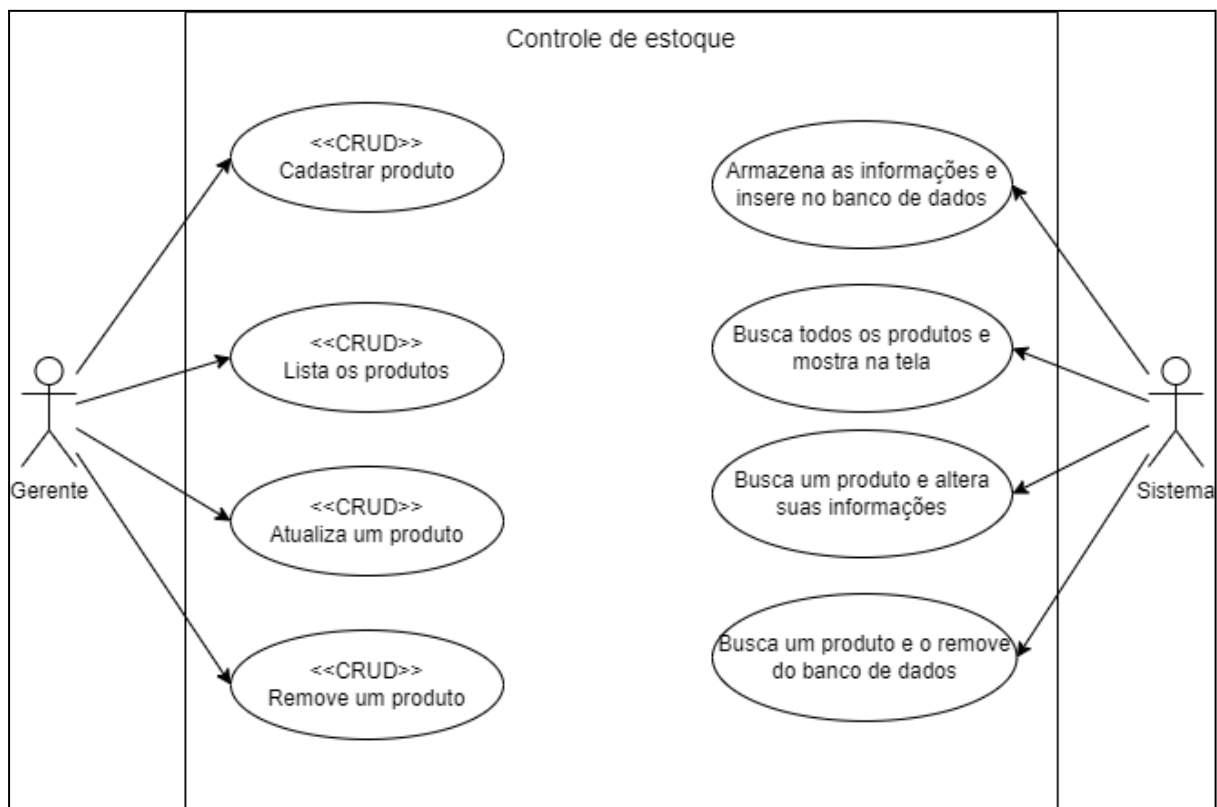 Controle de estoque
<<CRUD>>
Cadastrar produto
Armazena as informações e
insere no banco de dados
<<CRUD>>
Lista os produtos
Busca todos os produtos e
mostra na tela
Gerente
Sistema
<<CRUD>>
Atualiza um produto
Busca um produto e altera
suas informações
<<CRUD>>
Remove um produto
Busca um produto e o remove
do banco de dados